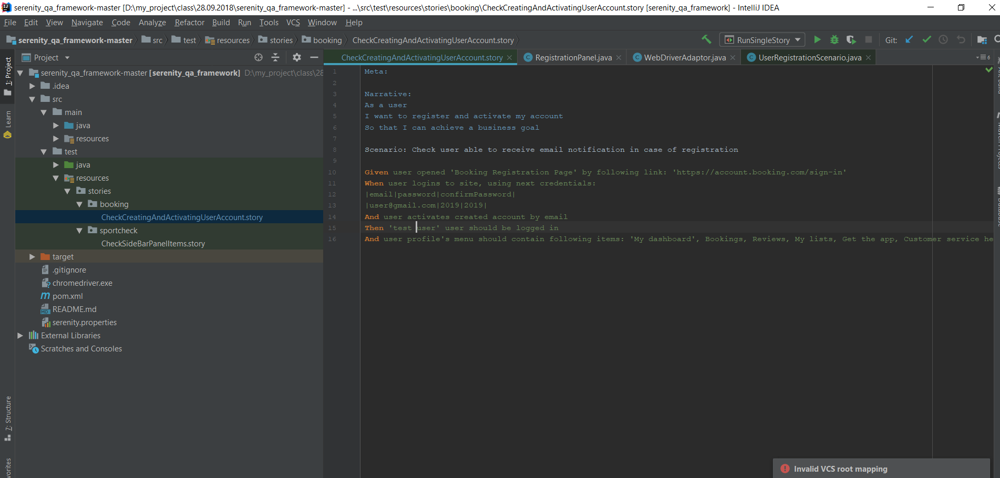 serenity_qa_framework-master [D:\my_project\class\28.09.2018\serenity_qa_framework-master] - ...\src\test\resources\stories\booking\CheckCreatingAndActivatingUserAccount.story [serenity_qa_framework] - IntelliJ IDEA
File Edit View Navigate Code Analyze Refactor Build Run Tools VCS Window Help
serenity_qa_framework-master src test resources stories booking CheckCreatingAndActivatingUserAccount.story RunSingleStory Git:
Project
CheckCreatingAndActivatingUserAccount.story RegistrationPanel.java WebDriverAdaptor.java UserRegistrationScenario.java 6
1: Project
Learn
7: Structure
serenity_qa_framework-master [serenity_qa_framework] D:\my_project\class\28
.idea
src
main
java
resources
test
java
resources
stories
booking
CheckCreatingAndActivatingUserAccount.story
sportcheck
CheckSideBarPanelItems.story
target
.gitignore
chromedriver.exe
pom.xml
README.md
serenity.properties
External Libraries
Scratches and Consoles
1 Meta:
2
3 Narrative:
4 As a user
5 I want to register and activate my account
6 So that I can achieve a business goal
7
8 Scenario: Check user able to receive email notification in case of registration
9
10 Given user opened 'Booking Registration Page' by following link: 'https://account.booking.com/sign-in'
11 When user logins to site, using next credentials:
12 |email|password|confirmPassword|
13 |user@gmail.com|2019|2019|
14 And user activates created account by email
15 Then 'test user' user should be logged in
16 And user profile's menu should contain following items: 'My dashboard', Bookings, Reviews, My lists, Get the app, Customer service he
Invalid VCS root mapping